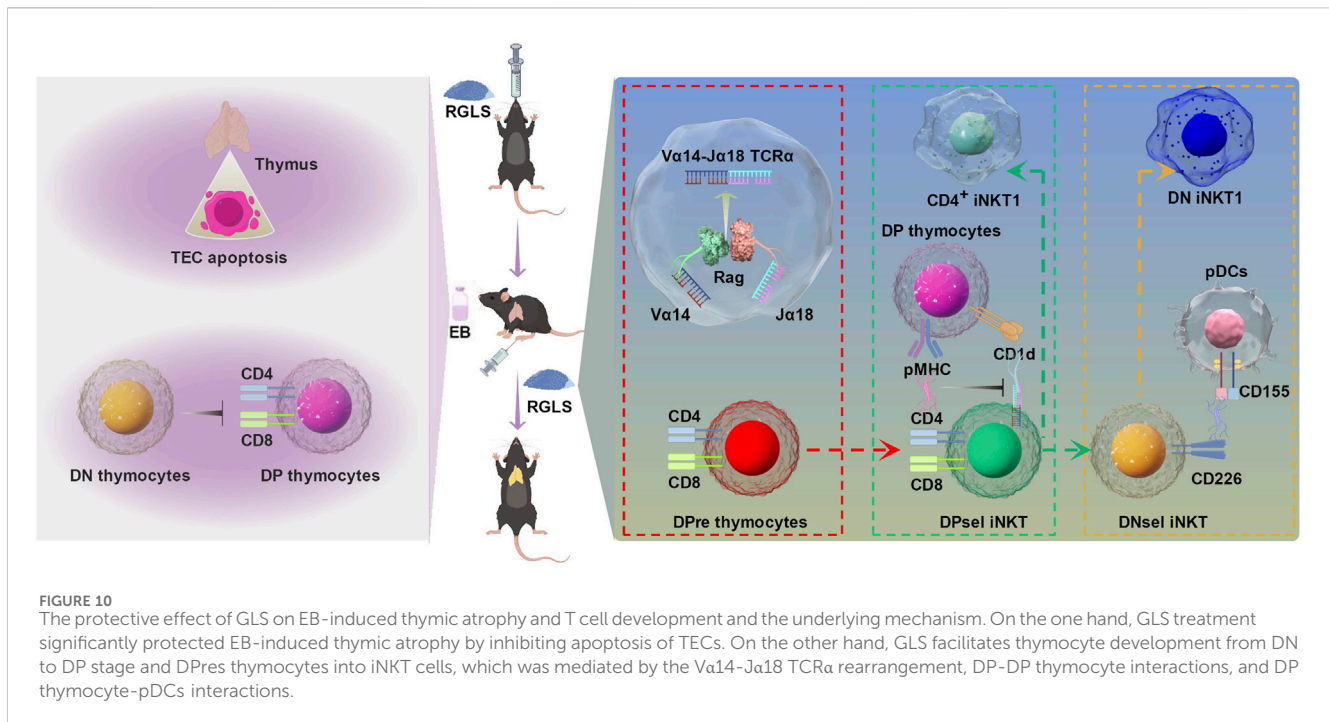 Thymus
TEC apoptosis
CD4
CD8
DN thymocytes
DP thymocytes
RGLS
EB
RGLS
Vα14-Jα18 TCRα
Rag
Vα14
Jα18
CD4
CD8
DPre thymocytes
CD4⁺ iNKT1
DP thymocytes
CD1d
pMHC
CD4
CD8
DPsel iNKT
DN iNKT1
pDCs
CD155
CD226
DNsel iNKT
FIGURE 10
The protective effect of GLS on EB-induced thymic atrophy and T cell development and the underlying mechanism. On the one hand, GLS treatment
significantly protected EB-induced thymic atrophy by inhibiting apoptosis of TECs. On the other hand, GLS facilitates thymocyte development from DN
to DP stage and DPres thymocytes into iNKT cells, which was mediated by the Vα14-Jα18 TCRα rearrangement, DP-DP thymocyte interactions, and DP
thymocyte-pDCs interactions.